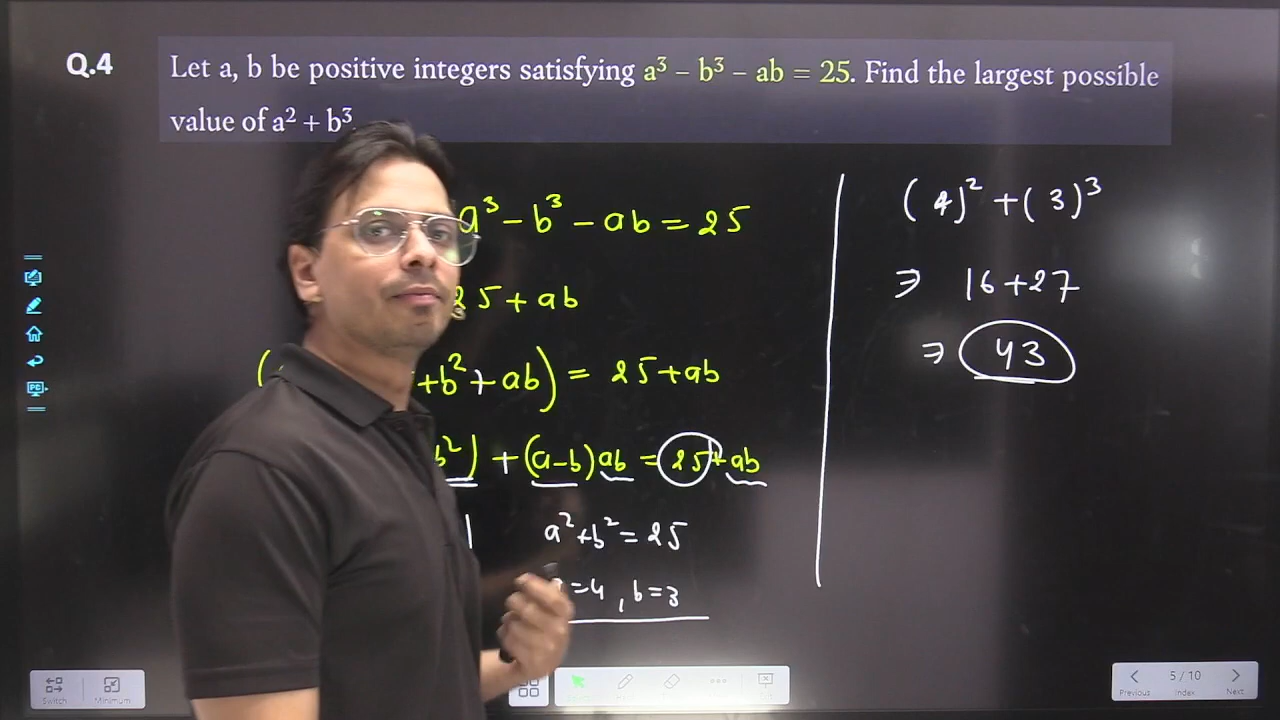 Q.4 Let a, b be positive integers satisfying a³ – b³ – ab = 25. Find the largest possible
value of a² + b³
a³ – b³ – ab = 25
25 + ab
+b² + ab) = 25+ab
b²) + (a–b)ab = 25+ab
a²+b² = 25
=4, b=3
(4)² + (3)³
⇒ 16+27
⇒ 43
Switch
Minimum
5 / 10
Previous Index Next